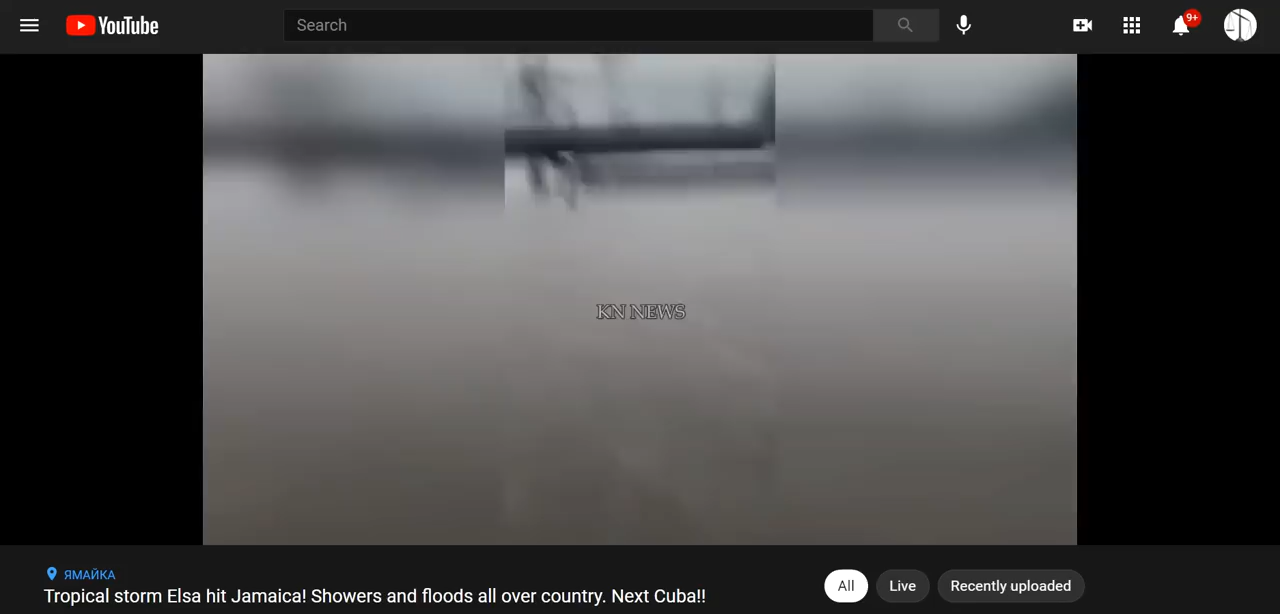 YouTube
Search
9+
KN NEWS
ЯМАЙКА
Tropical storm Elsa hit Jamaica! Showers and floods all over country. Next Cuba!!
All
Live
Recently uploaded